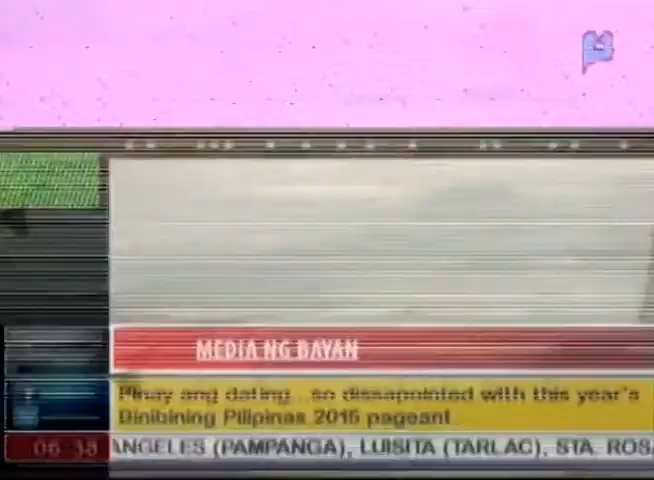 MEDIA NG BAYAN
Pinay ang dating...so dissapointed with this year's
Binibining Pilipinas 2015 pageant
06:38 ANGELES (PAMPANGA), LUISITA (TARLAC), STA. ROSA